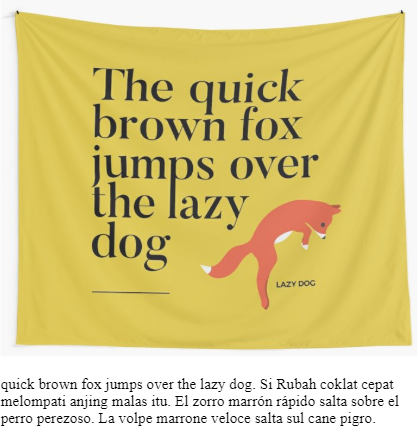 The quick
brown fox
jumps over
the lazy
dog
LAZY DOG
quick brown fox jumps over the lazy dog. Si Rubah coklat cepat
melompati anjing malas itu. El zorro marrón rápido salta sobre el
perro perezoso. La volpe marrone veloce salta sul cane pigro.